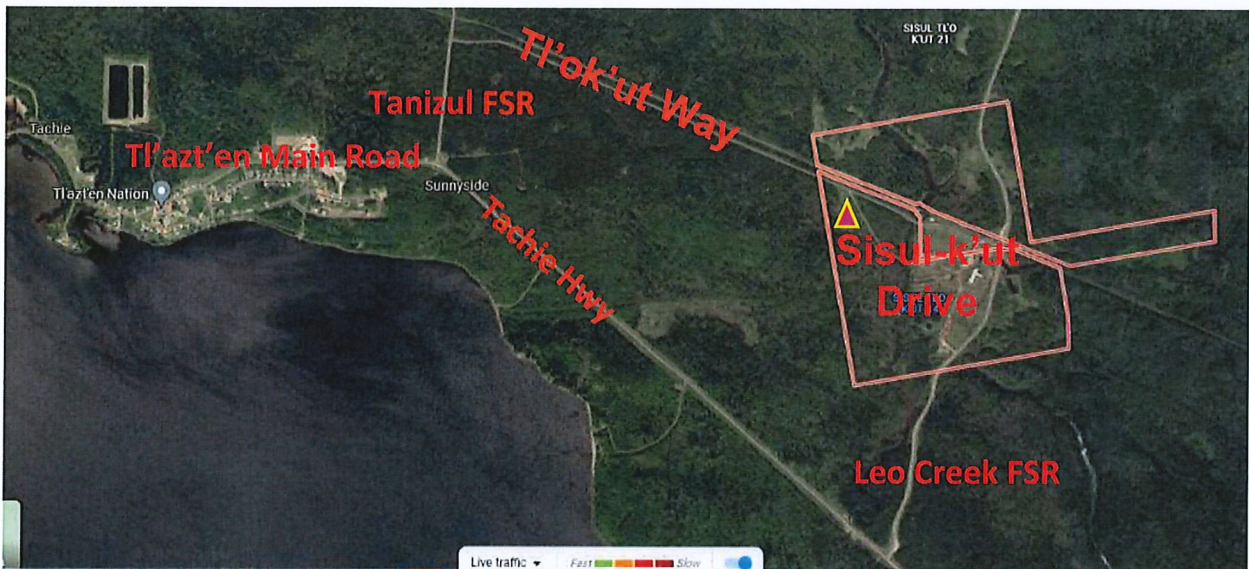 SISUL TL'O
K'UT 21
Tl'ok'ut Way
Tanizul FSR
Tachie
Tl'azt'en Main Road
Tl'azt'en Nation
Sunnyside
Tachie Hwy
Sisul-k'ut
Drive
Leo Creek FSR
Live traffic
Fast
Slow